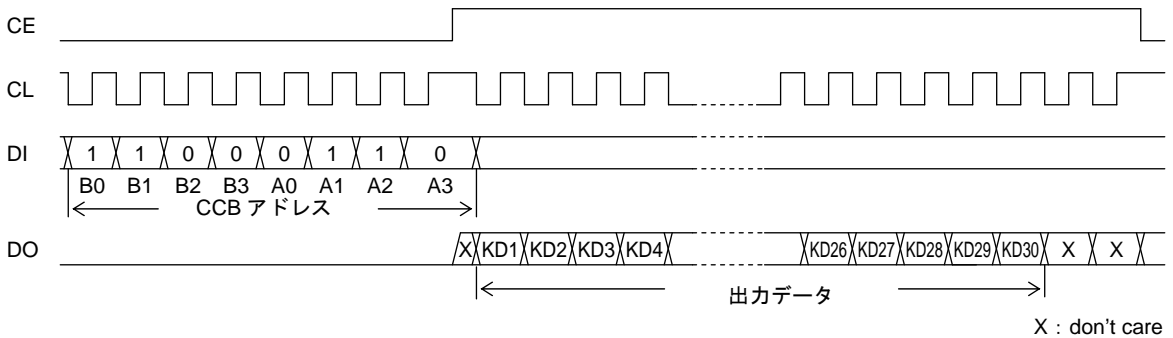 CE
CL
DI 1 1 0 0 0 1 1 0
B0 B1 B2 B3 A0 A1 A2 A3
CCB アドレス
DO X KD1 KD2 KD3 KD4 KD26 KD27 KD28 KD29 KD30 X X
出力データ
X：don't care